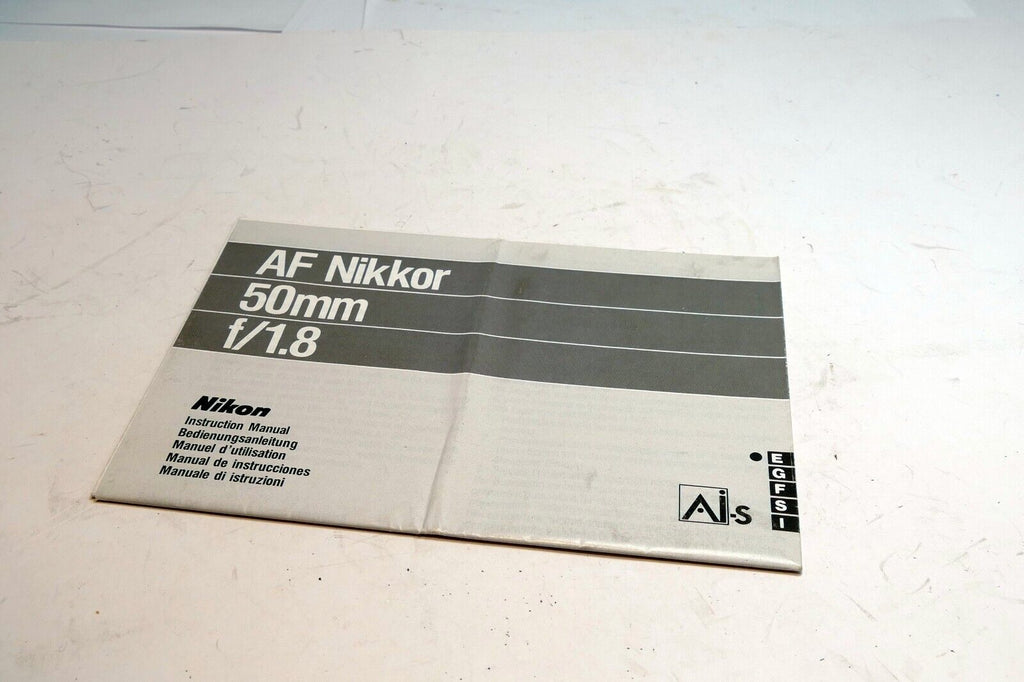 AF Nikkor
50mm
f/1.8
Nikon
Instruction Manual
Bedienungsanleitung
Manuel d'utilisation
Manual de instrucciones
Manuale di istruzioni
Ai-s
E
G
F
S
I